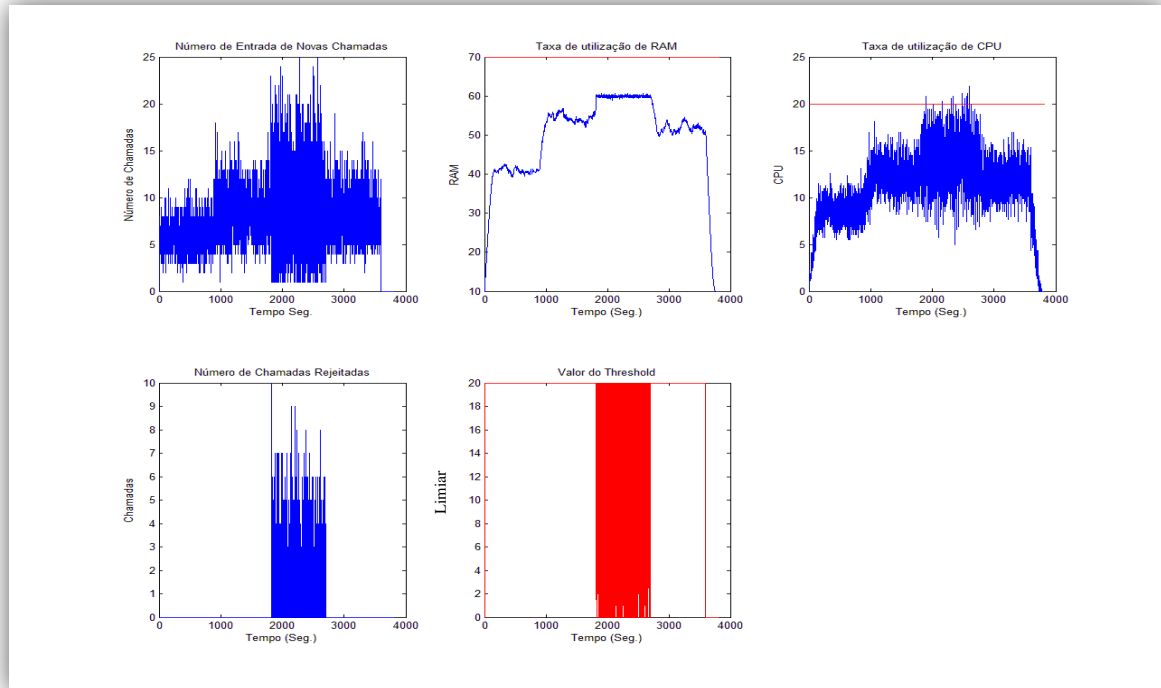 Número de Entrada de Novas Chamadas
Número de Chamadas
25
20
15
10
5
0
0 1000 2000 3000 4000
Tempo Seg.
Taxa de utilização de RAM
RAM
70
60
50
40
30
20
10
0 1000 2000 3000 4000
Tempo (Seg.)
Taxa de utilização de CPU
CPU
25
20
15
10
5
0
0 1000 2000 3000 4000
Tempo (Seg.)
Número de Chamadas Rejeitadas
Chamadas
10
9
8
7
6
5
4
3
2
1
0
0 1000 2000 3000 4000
Tempo (Seg.)
Valor do Threshold
Limiar
20
18
16
14
12
10
8
6
4
2
0
0 1000 2000 3000 4000
Tempo (Seg.)